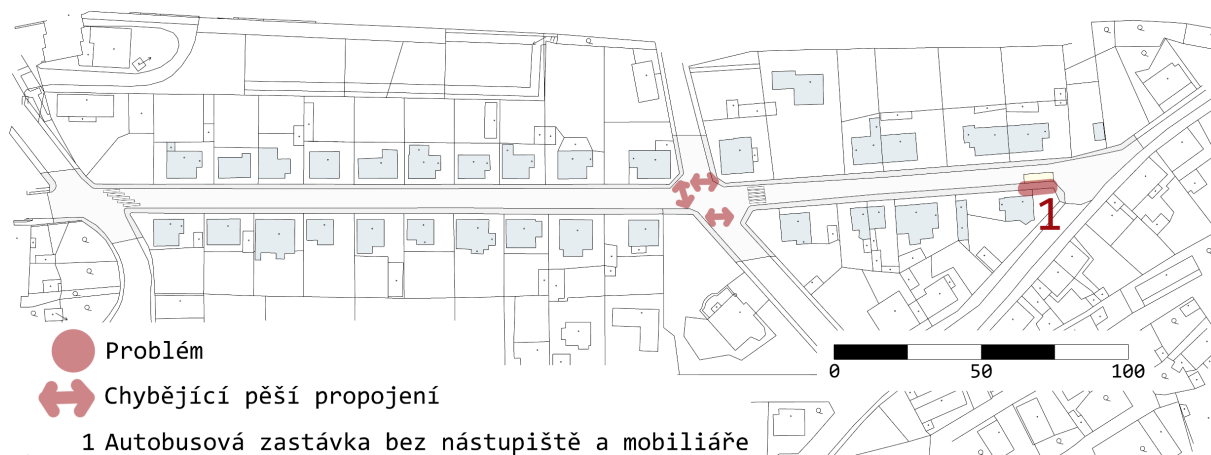 1
Problém
0 50 100
Chybějící pěší propojení
1 Autobusová zastávka bez nástupiště a mobiliáře